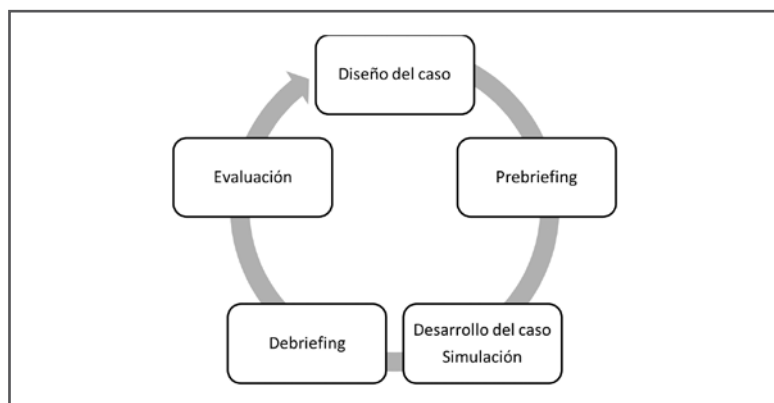 Diseño del caso
Prebriefing
Desarrollo del caso
Simulación
Debriefing
Evaluación